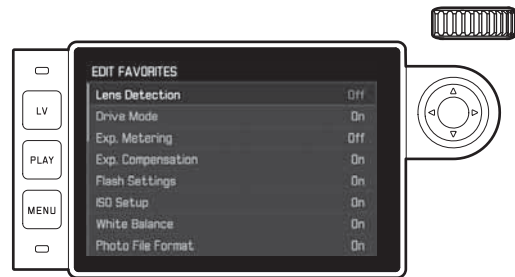 EDIT FAVORITES
Lens Detection Off
Drive Mode On
Exp. Metering Off
Exp. Compensation On
Flash Settings On
ISO Setup On
White Balance On
Photo File Format On
LV
PLAY
MENU